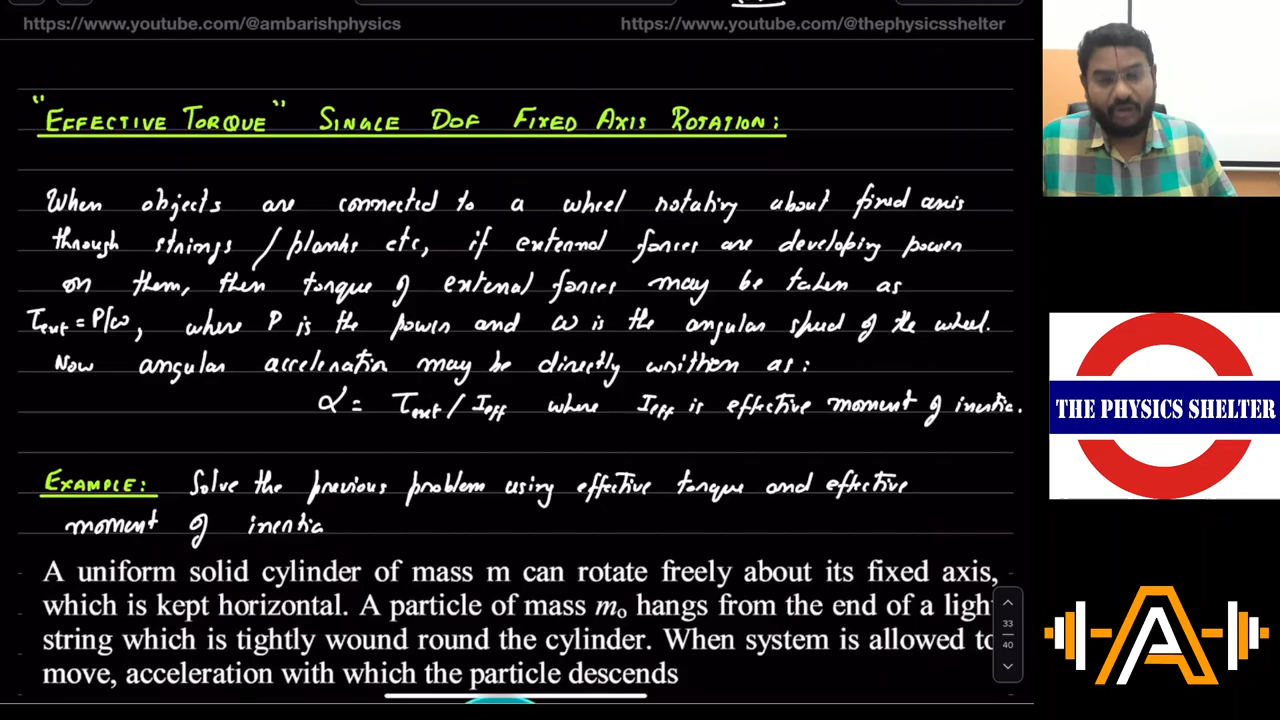 https://www.youtube.com/@ambarishphysics https://www.youtube.com/@thephysicsshelter
"EFFECTIVE TORQUE" SINGLE DOF FIXED AXIS ROTATION:
When objects are connected to a wheel rotating about fixed axis
through strings / planks etc, if external forces are developing power
on them, then torque of external forces may be taken as
τext = P/ω, where P is the power and ω is the angular speed of the wheel.
Now angular acceleration may be directly written as:
α = τext / Ieff where Ieff is effective moment of inertia.
EXAMPLE: Solve the previous problem using effective torque and effective
moment of inertia
A uniform solid cylinder of mass m can rotate freely about its fixed axis,
which is kept horizontal. A particle of mass mo hangs from the end of a light
string which is tightly wound round the cylinder. When system is allowed to
move, acceleration with which the particle descends
33
40
THE PHYSICS SHELTER